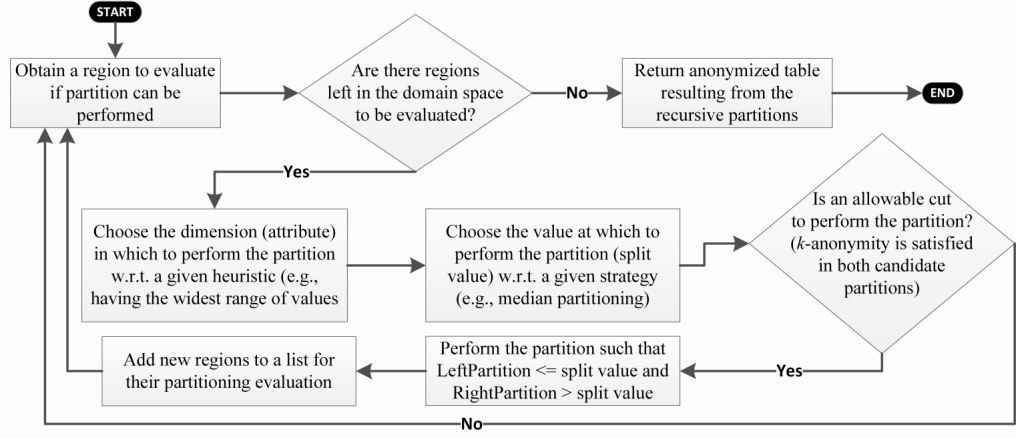 START
Obtain a region to evaluate
if partition can be
performed
Are there regions
left in the domain space
to be evaluated?
No
Return anonymized table
resulting from the
recursive partitions
END
Yes
Choose the dimension (attribute)
in which to perform the partition
w.r.t. a given heuristic (e.g.,
having the widest range of values
Choose the value at which to
perform the partition (split
value) w.r.t. a given strategy
(e.g., median partitioning)
Is an allowable cut
to perform the partition?
(k-anonymity is satisfied
in both candidate
partitions)
Yes
Perform the partition such that
LeftPartition <= split value and
RightPartition > split value
Add new regions to a list for
their partitioning evaluation
No